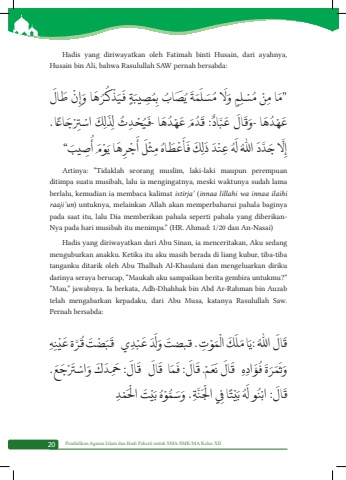 Hadis yang diriwayatkan oleh Fatimah binti Husain, dari ayahnya,
Husain bin Ali, bahwa Rasulullah SAW pernah bersabda:
”مَا مِنْ مُسْلِمٍ وَلَا مُسْلِمَةٍ يُصَابُ بِمُصِيبَةٍ فَيَذْكُرُهَا وَإِنْ طَالَ
عَهْدُهَا -وَقَالَ عَبَّادٌ: قَدُمَ عَهْدُهَا -فَيُحْدِثُ لِذَلِكَ اسْتِرْجَاعًا.
إِلَّا جَدَّدَ اللهُ لَهُ عِنْدَ ذَلِكَ فَأَعْطَاهُ مِثْلَ أَجْرِهَا يَوْمَ أُصِيبَ“
Artinya: "Tidaklah seorang muslim, laki-laki maupun perempuan
ditimpa suatu musibah, lalu ia mengingatnya, meski waktunya sudah lama
berlalu, kemudian ia membaca kalimat istirja' (innaa lillahi wa innaa ilaihi
raaji'un) untuknya, melainkan Allah akan memperbaharui pahala baginya
pada saat itu, lalu Dia memberikan pahala seperti pahala yang diberikan-
Nya pada hari musibah itu menimpa." (HR. Ahmad: 1/20 dan An-Nasai)
Hadis yang diriwayatkan dari Abu Sinan, ia menceritakan, Aku sedang
menguburkan anakku. Ketika itu aku masih berada di liang kubur, tiba-tiba
tanganku ditarik oleh Abu Thalhah Al-Khaulani dan mengeluarkan diriku
darinya seraya berucap, "Maukah aku sampaikan berita gembira untukmu?"
"Mau," jawabnya. Ia berkata, Adh-Dhahhak bin Abd Ar-Rahman bin Auzab
telah mengabarkan kepadaku, dari Abu Musa, katanya Rasulullah Saw.
Pernah bersabda:
قَالَ اللهُ :يَا مَلَكَ الْمَوْتِ. قبضتَ وَلَدَ عَبْدِي قَبَضْتَ قُرَّةَ عَيْنِهِ
وَثَمَرَةَ فُؤَادِهِ قَالَ نَعَمْ. قَالَ: فَمَا قَالَ قَالَ: حَمِدَكَ وَاسْتَرْجَعَ.
قَالَ: ابْنُو لَهُ بَيْتًا فِي الْجَنَّةِ. وَسَمُّوْهُ بَيْتَ الْحَمْدِ
20 Pendidikan Agama Islam dan Budi Pekerti untuk SMA/SMK/MA Kelas XII